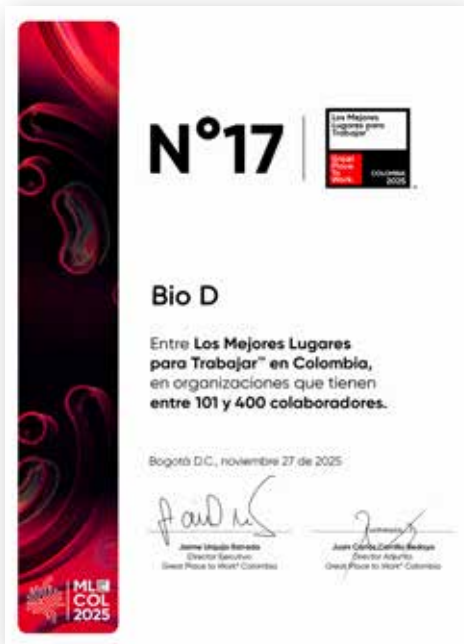 N°17
Los Mejores
Lugares para
Trabajar™
Great
Place
To
Work.
COLOMBIA
2025
Bio D
Entre Los Mejores Lugares
para Trabajar™ en Colombia,
en organizaciones que tienen
entre 101 y 400 colaboradores.
Bogotá D.C., noviembre 27 de 2025
Director Ejecutivo
Great Place to Work® Colombia
Director Adjunto
Great Place to Work® Colombia
COL
2025